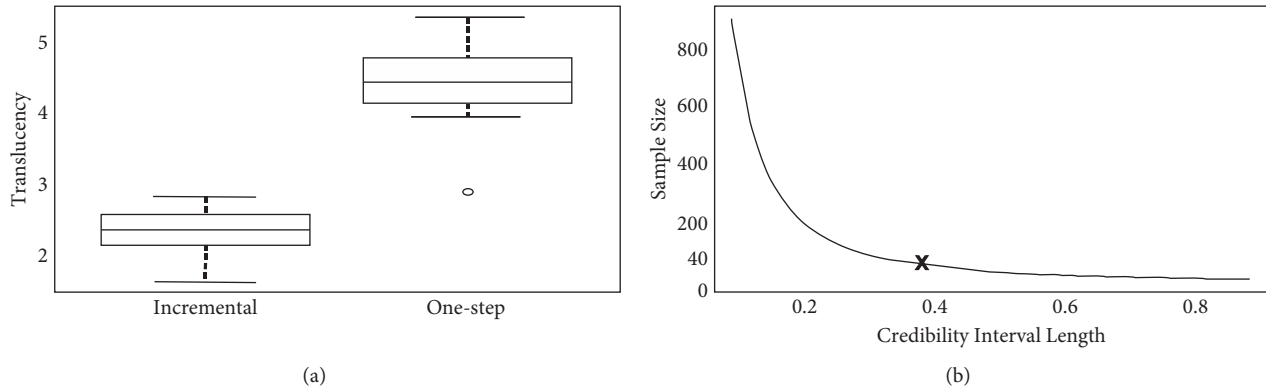 Translucency
5
4
3
2
Incremental
One-step
(a)
Sample Size
800
600
400
200
40
0
0.2
0.4
0.6
0.8
X
Credibility Interval Length
(b)